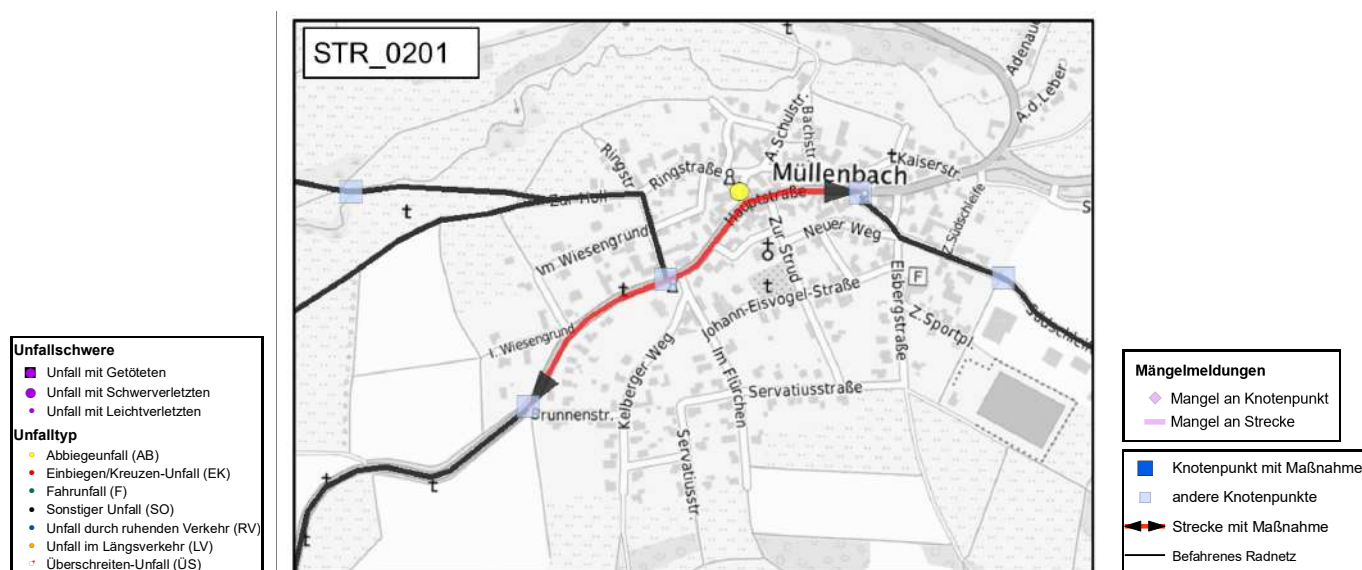 STR_0201
Adenaue
A.d.Leber
A.Schulstr.
Bachstr.
Kaiserstr.
Müllenbach
Ringstr.
Ringstraße
Hauptstraße
Zur Höll
Im Wiesengrund
Zur Strud
Neuer Weg
Z.Südschleife
S
F
Johann-Eisvogel-Straße
Elsbergstraße
Z.Sportpl.
Südschleif
I. Wiesengrund
Kelberger Weg
Im Flürchen
Servatiusstraße
Brunnenstr.
Servatiusstr.
Unfallschwere
Unfall mit Getöteten
Unfall mit Schwerverletzten
Unfall mit Leichtverletzten
Unfalltyp
Abbiegeunfall (AB)
Einbiegen/Kreuzen-Unfall (EK)
Fahrunfall (F)
Sonstiger Unfall (SO)
Unfall durch ruhenden Verkehr (RV)
Unfall im Längsverkehr (LV)
Überschreiten-Unfall (ÜS)
Mängelmeldungen
Mangel an Knotenpunkt
Mangel an Strecke
Knotenpunkt mit Maßnahme
andere Knotenpunkte
Strecke mit Maßnahme
Befahrenes Radnetz